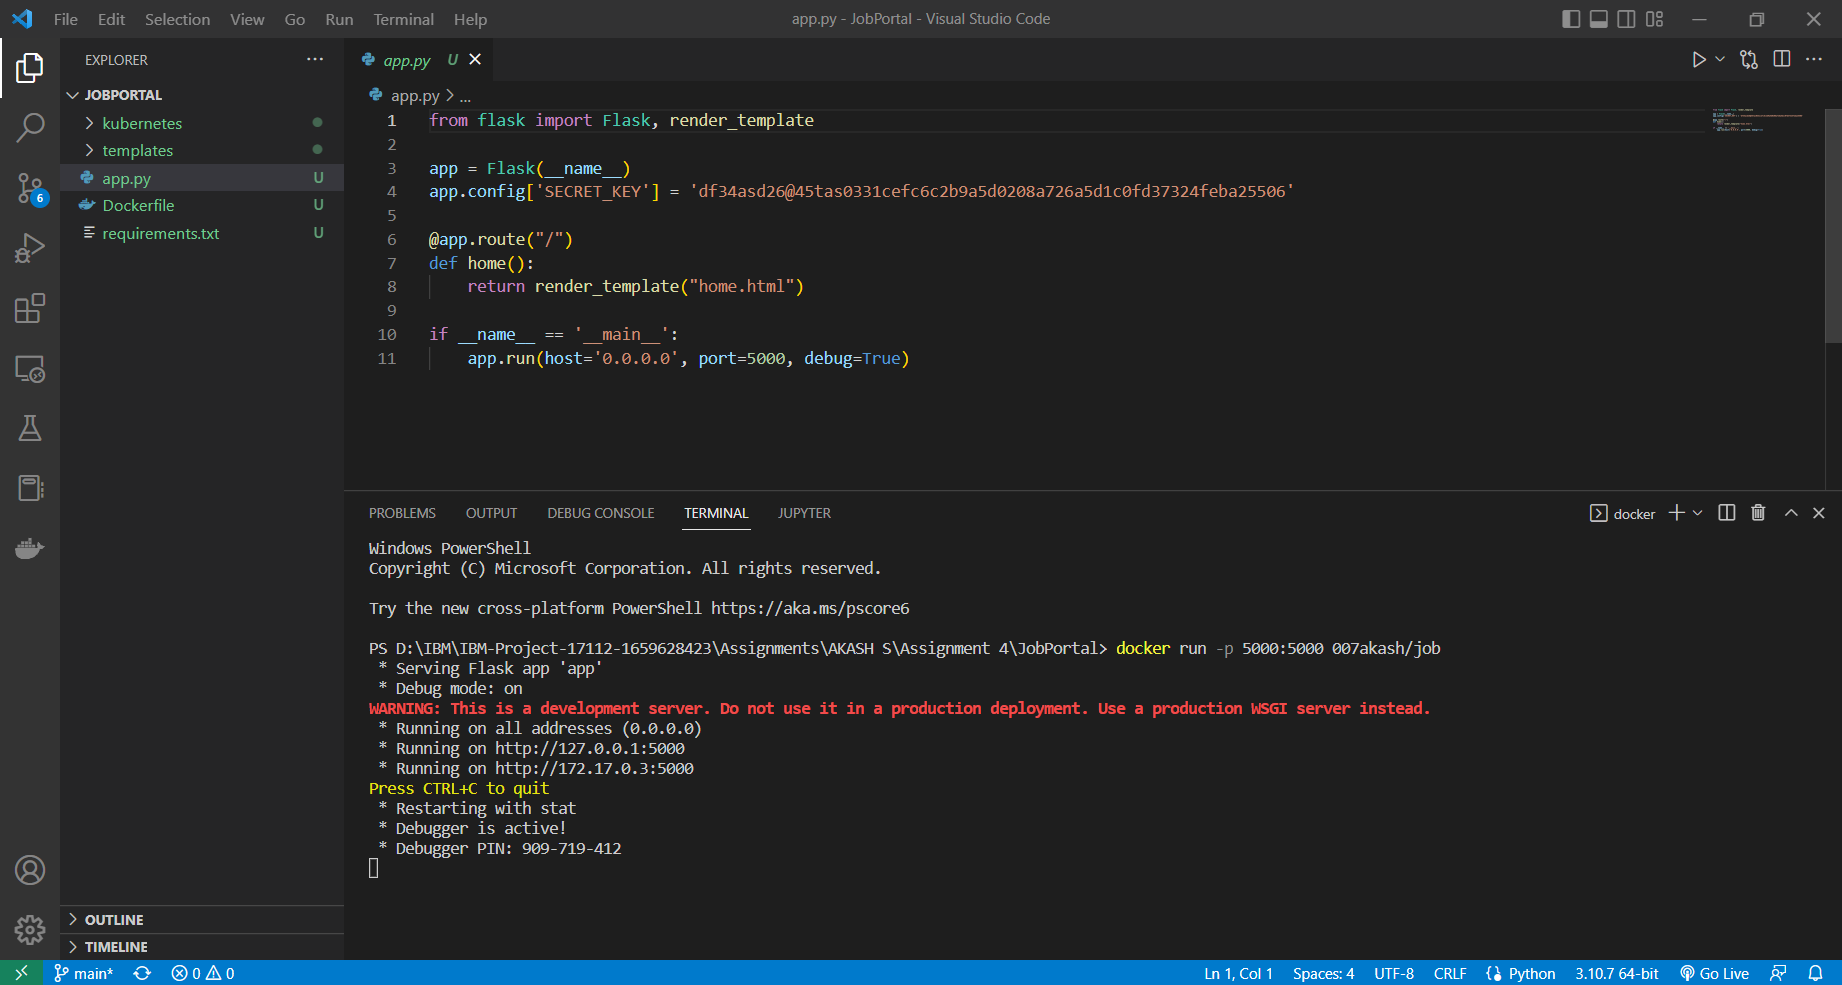 File Edit Selection View Go Run Terminal Help
app.py - JobPortal - Visual Studio Code
EXPLORER
JOBPORTAL
kubernetes
templates
app.py U
Dockerfile U
requirements.txt U
6
OUTLINE
TIMELINE
app.py U
app.py > ...
1 from flask import Flask, render_template
2
3 app = Flask(__name__)
4 app.config['SECRET_KEY'] = 'df34asd26@45tas0331cefc6c2b9a5d0208a726a5d1c0fd37324feba25506'
5
6 @app.route("/")
7 def home():
8 return render_template("home.html")
9
10 if __name__ == '__main__':
11 app.run(host='0.0.0.0', port=5000, debug=True)
PROBLEMS OUTPUT DEBUG CONSOLE TERMINAL JUPYTER
docker
Windows PowerShell
Copyright (C) Microsoft Corporation. All rights reserved.
Try the new cross-platform PowerShell https://aka.ms/pscore6
PS D:\IBM\IBM-Project-17112-1659628423\Assignments\AKASH S\Assignment 4\JobPortal> docker run -p 5000:5000 007akash/job
* Serving Flask app 'app'
* Debug mode: on
WARNING: This is a development server. Do not use it in a production deployment. Use a production WSGI server instead.
* Running on all addresses (0.0.0.0)
* Running on http://127.0.0.1:5000
* Running on http://172.17.0.3:5000
Press CTRL+C to quit
* Restarting with stat
* Debugger is active!
* Debugger PIN: 909-719-412
main* 0 0 Ln 1, Col 1 Spaces: 4 UTF-8 CRLF Python 3.10.7 64-bit Go Live